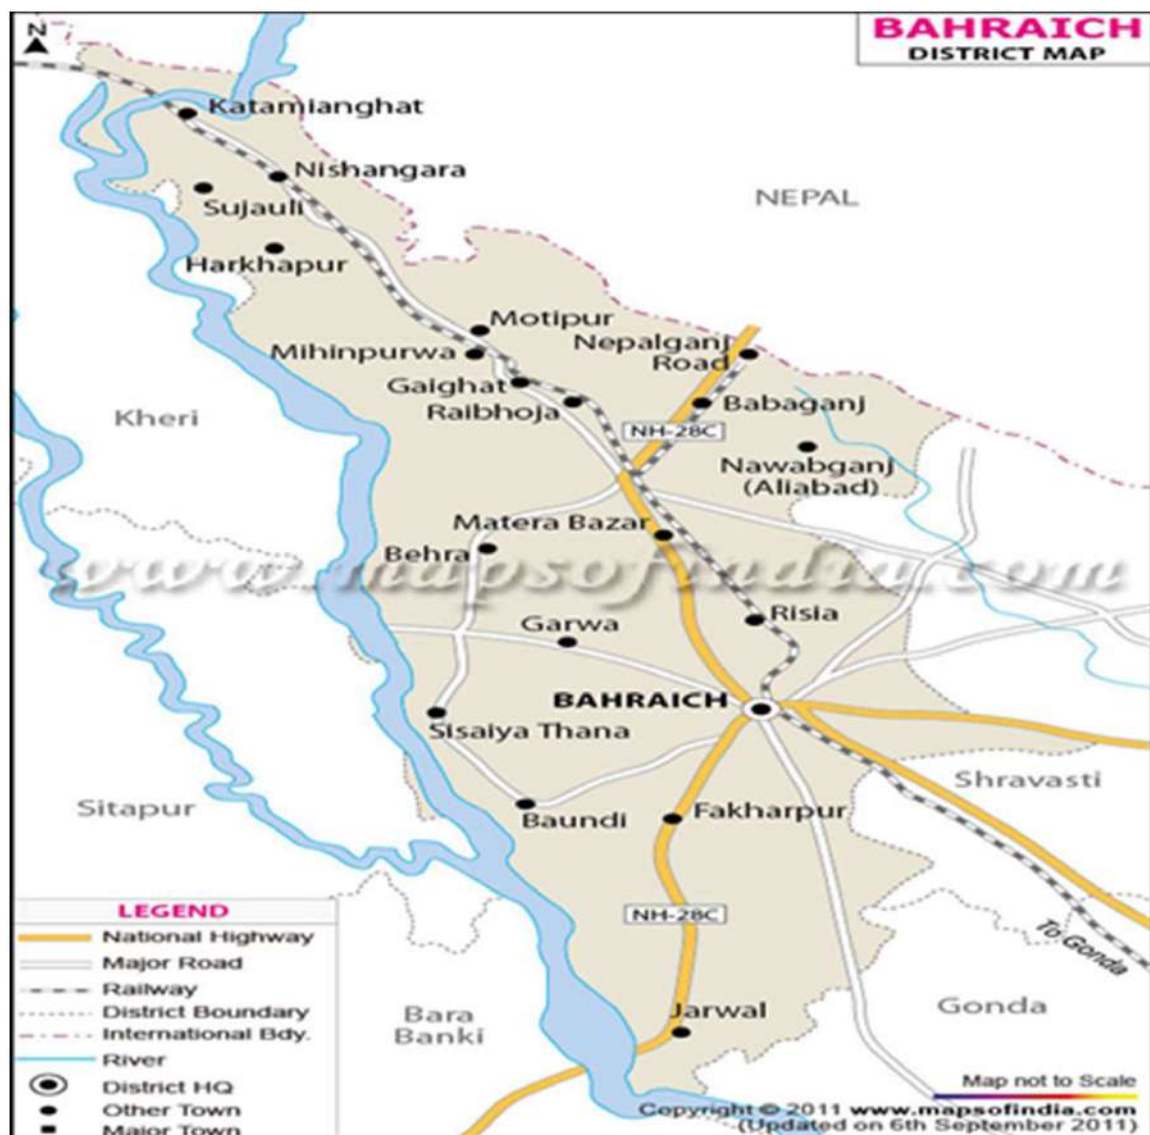 N
BAHRAICH
DISTRICT MAP
Katamianghat
Nishangara
NEPAL
Sujauli
Harkhapur
Motipur
Nepalganj
Road
Mihinpurwa
Gaighat
Raibhoja
Babaganj
Kheri
NH-28C
Nawabganj
(Aliabad)
Matera Bazar
Behra
www.mapsofindia.com
Garwa
Risia
BAHRAICH
Sisaiya Thana
Shravasti
Sitapur
Baundi
Fakharpur
LEGEND
National Highway
Major Road
Railway
District Boundary
International Bdy.
River
District HQ
Other Town
Major Town
NH-28C
To Gonda
Bara
Banki
Jarwal
Gonda
Map not to Scale
Copyright © 2011 www.mapsofindia.com
(Updated on 6th September 2011)